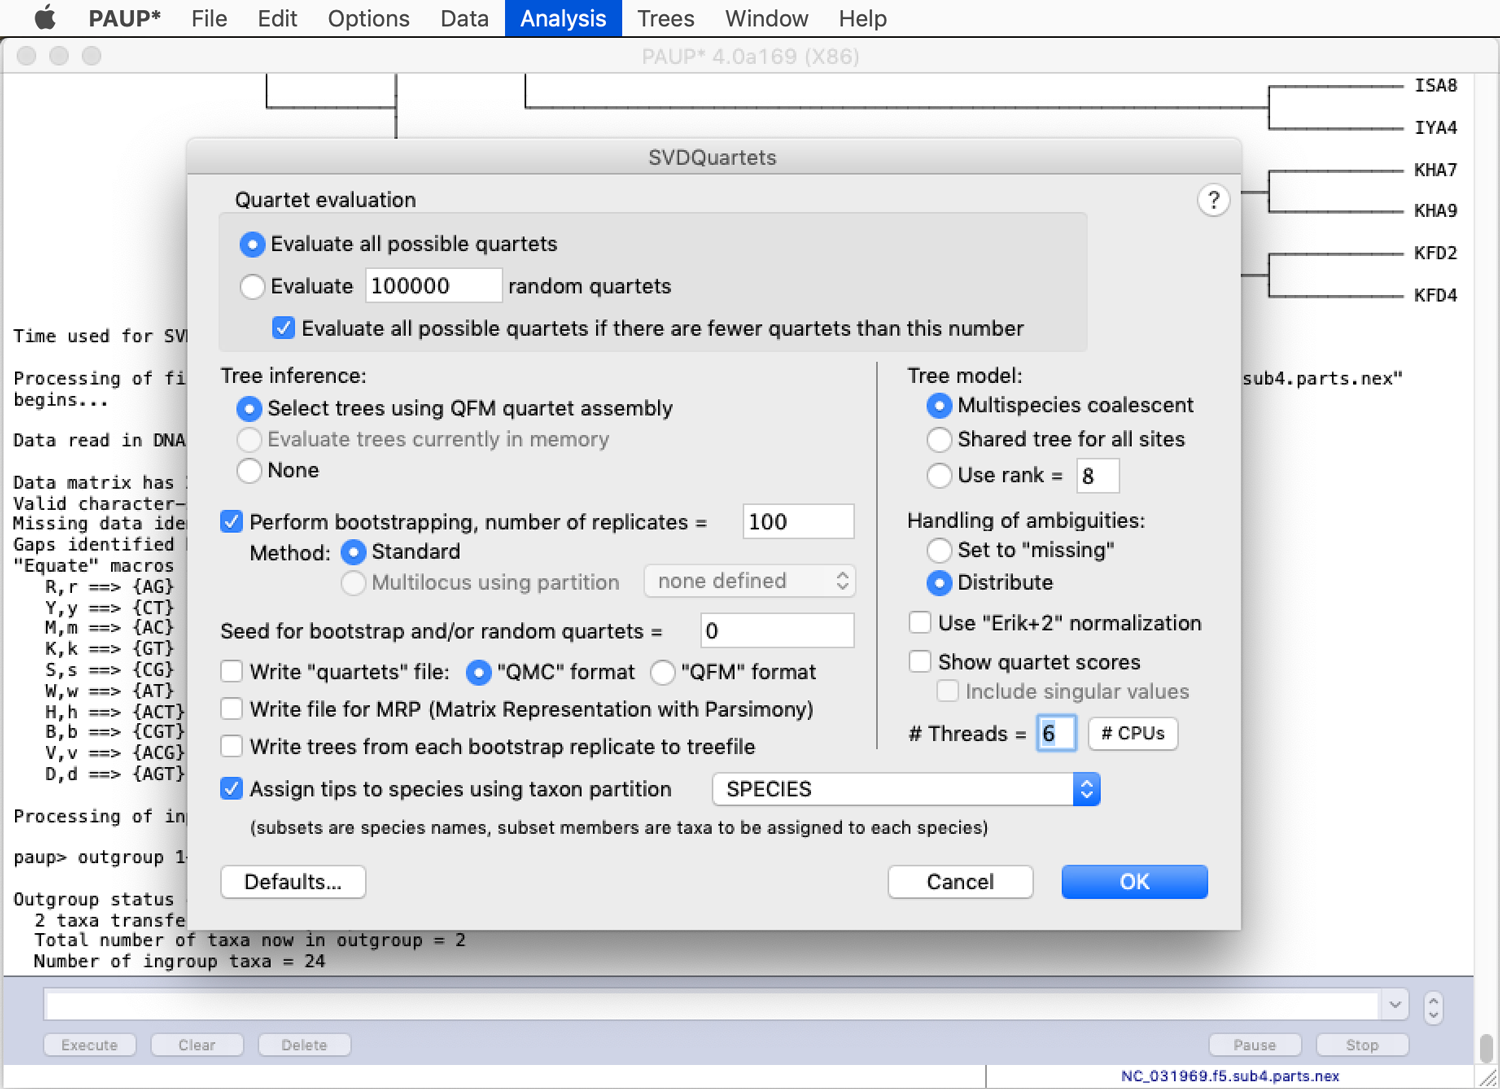 PAUP* File Edit Options Data Analysis Trees Window Help
PAUP* 4.0a169 (X86)
ISA8
IYA4
KHA7
KHA9
KFD2
KFD4
Time used for
Processing of
sub4.parts.nex"
begins...
Data read in DNA
Data matrix has
Valid character-
Missing data
Gaps identified
"Equate" macros
R,r ==> {AG}
Y,y ==> {CT}
M,m ==> {AC}
K,k ==> {GT}
S,s ==> {CG}
W,w ==> {AT}
H,h ==> {ACT}
B,b ==> {CGT}
V,v ==> {ACG}
D,d ==> {AGT}
Processing of
paup> outgroup
Outgroup status
2 taxa
Total number of taxa now in outgroup = 2
Number of ingroup taxa = 24
SVDQuartets
?
Quartet evaluation
Evaluate all possible quartets
Evaluate 100000 random quartets
Evaluate all possible quartets if there are fewer quartets than this number
Tree inference:
Select trees using QFM quartet assembly
Evaluate trees currently in memory
None
Perform bootstrapping, number of replicates = 100
Method: Standard
Multilocus using partition none defined
Seed for bootstrap and/or random quartets = 0
Write "quartets" file: "QMC" format "QFM" format
Write file for MRP (Matrix Representation with Parsimony)
Write trees from each bootstrap replicate to treefile
Tree model:
Multispecies coalescent
Shared tree for all sites
Use rank = 8
Handling of ambiguities:
Set to "missing"
Distribute
Use "Erik+2" normalization
Show quartet scores
Include singular values
# Threads = 6 # CPUs
Assign tips to species using taxon partition SPECIES
(subsets are species names, subset members are taxa to be assigned to each species)
Defaults... Cancel OK
Execute Clear Delete Pause Stop
NC_031969.f5.sub4.parts.nex